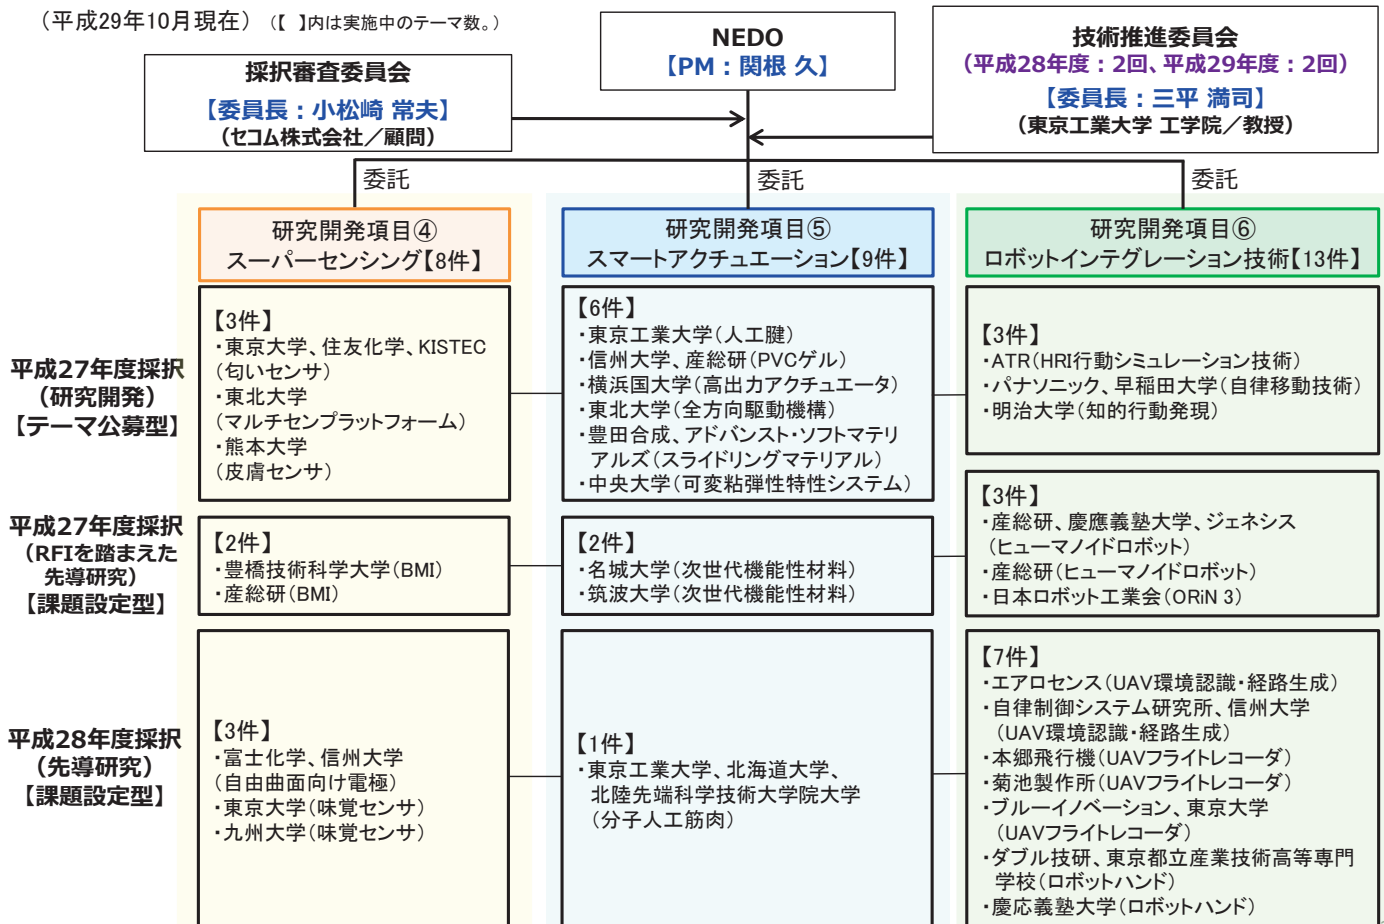 （平成29年10月現在）（【 】内は実施中のテーマ数。）
採択審査委員会
【委員長：小松崎 常夫】
（セコム株式会社／顧問）
NEDO
【PM：関根 久】
技術推進委員会
（平成28年度：2回、平成29年度：2回）
【委員長：三平 満司】
（東京工業大学 工学院／教授）
委託
委託
委託
研究開発項目④
スーパーセンシング【8件】
研究開発項目⑤
スマートアクチュエーション【9件】
研究開発項目⑥
ロボットインテグレーション技術【13件】
平成27年度採択
（研究開発）
【テーマ公募型】
【3件】
・東京大学、住友化学、KISTEC
（匂いセンサ）
・東北大学
（マルチセンプラットフォーム）
・熊本大学
（皮膚センサ）
【6件】
・東京工業大学（人工腱）
・信州大学、産総研（PVCゲル）
・横浜国大学（高出力アクチュエータ）
・東北大学（全方向駆動機構）
・豊田合成、アドバンスト・ソフトマテリ
アルズ（スライドリングマテリアル）
・中央大学（可変粘弾性特性システム）
【3件】
・ATR（HRI行動シミュレーション技術）
・パナソニック、早稲田大学（自律移動技術）
・明治大学（知的行動発現）
平成27年度採択
（RFIを踏まえた
先導研究）
【課題設定型】
【2件】
・豊橋技術科学大学（BMI）
・産総研（BMI）
【2件】
・名城大学（次世代機能性材料）
・筑波大学（次世代機能性材料）
【3件】
・産総研、慶應義塾大学、ジェネシス
（ヒューマノイドロボット）
・産総研（ヒューマノイドロボット）
・日本ロボット工業会（ORiN 3）
平成28年度採択
（先導研究）
【課題設定型】
【3件】
・富士化学、信州大学
（自由曲面向け電極）
・東京大学（味覚センサ）
・九州大学（味覚センサ）
【1件】
・東京工業大学、北海道大学、
北陸先端科学技術大学院大学
（分子人工筋肉）
【7件】
・エアロセンス（UAV環境認識・経路生成）
・自律制御システム研究所、信州大学
（UAV環境認識・経路生成）
・本郷飛行機（UAVフライトレコーダ）
・菊池製作所（UAVフライトレコーダ）
・ブルーイノベーション、東京大学
（UAVフライトレコーダ）
・ダブル技研、東京都立産業技術高等専門
学校（ロボットハンド）
・慶応義塾大学（ロボットハンド）